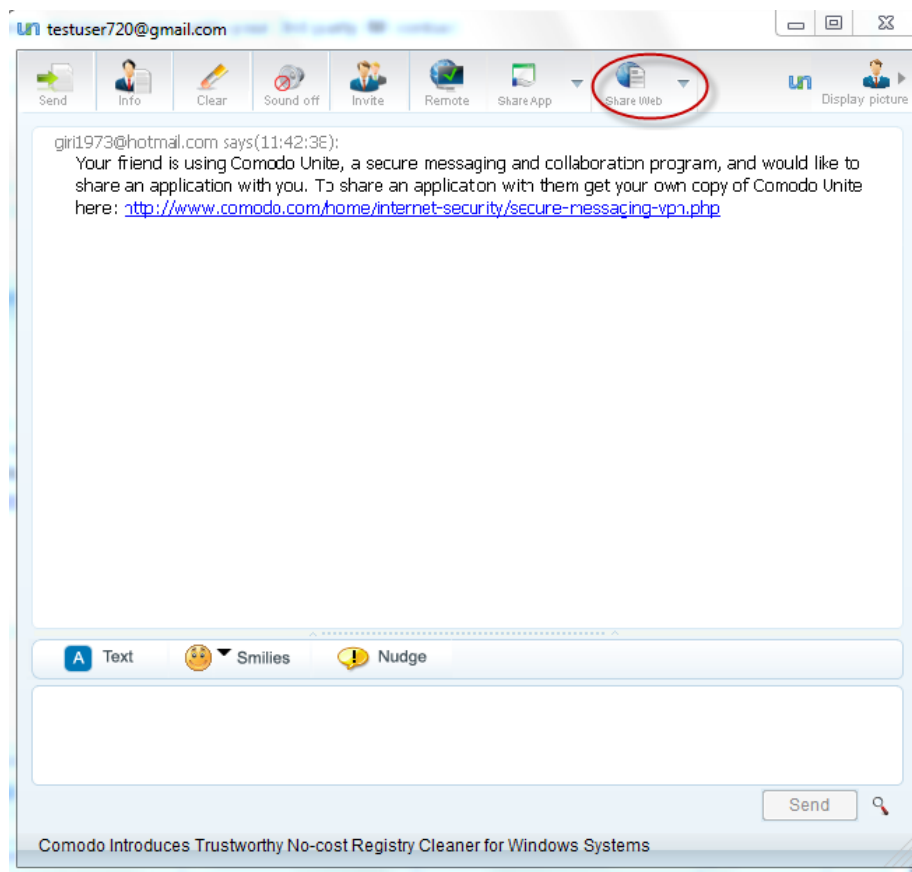 un testuser720@gmail.com
Send Info Clear Sound off Invite Remote Share App Share Web un Display picture
giri1973@hotmail.com says(11:42:38):
Your friend is using Comodo Unite, a secure messaging and collaboration program, and would like to
share an application with you. To share an applicaton with them get your own copy of Comodo Unite
here: http://www.comodo.com/home/internet-security/secure-messaging-vpn.php
A Text Smilies Nudge
Send
Comodo Introduces Trustworthy No-cost Registry Cleaner for Windows Systems